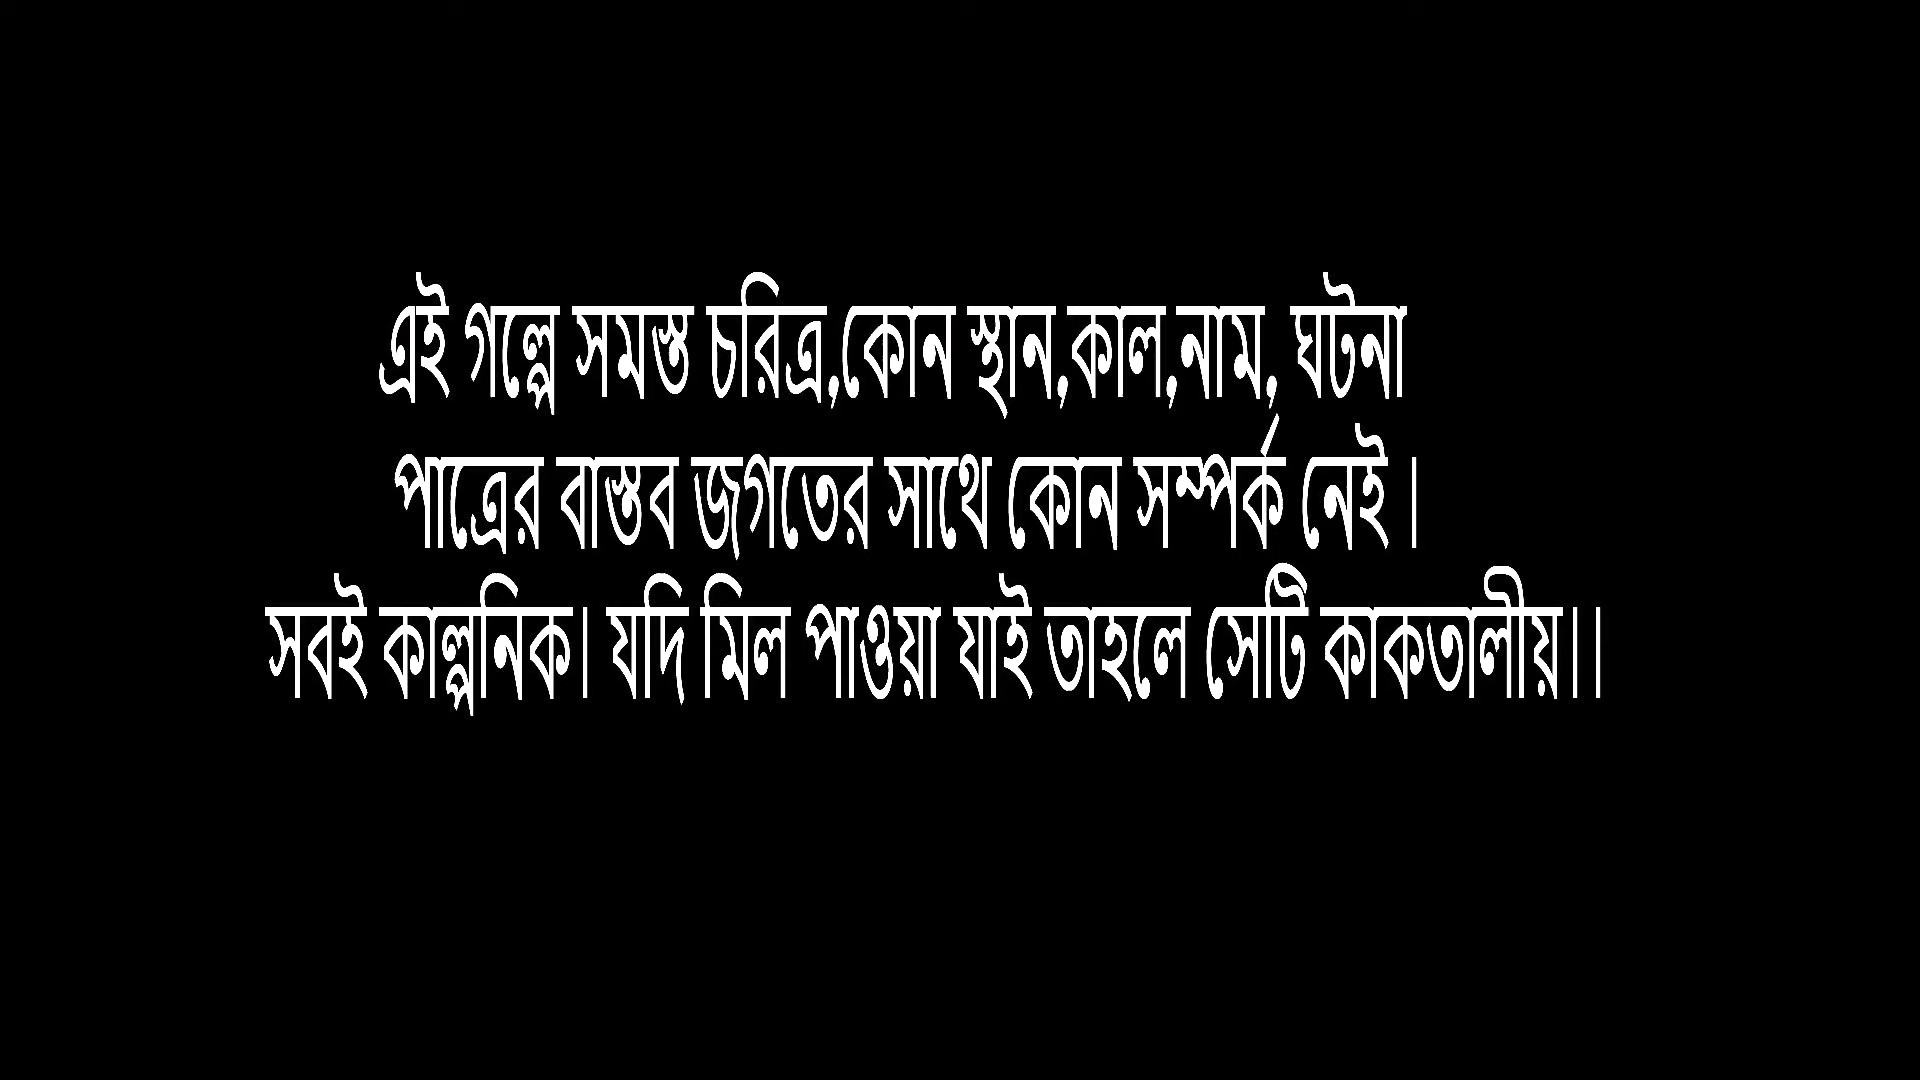 এই গল্পে সমস্ত চরিত্র,কোন স্থান,কাল,নাম, ঘটনা
পাত্রের বাস্তব জগতের সাথে কোন সম্পর্ক নেই।
সবই কাল্পনিক। যদি মিল পাওয়া যাই তাহলে সেটি কাকতালীয়।।